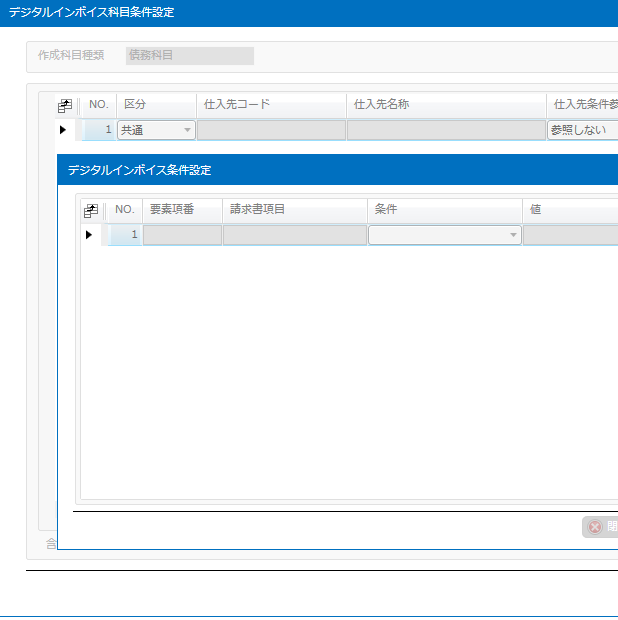 デジタルインボイス科目条件設定
作成科目種類 債務科目
NO. 区分 仕入先コード 仕入先名称 仕入先条件参
1 共通 参照しない
デジタルインボイス条件設定
NO. 要素項番 請求書項目 条件 値
1
閉
含